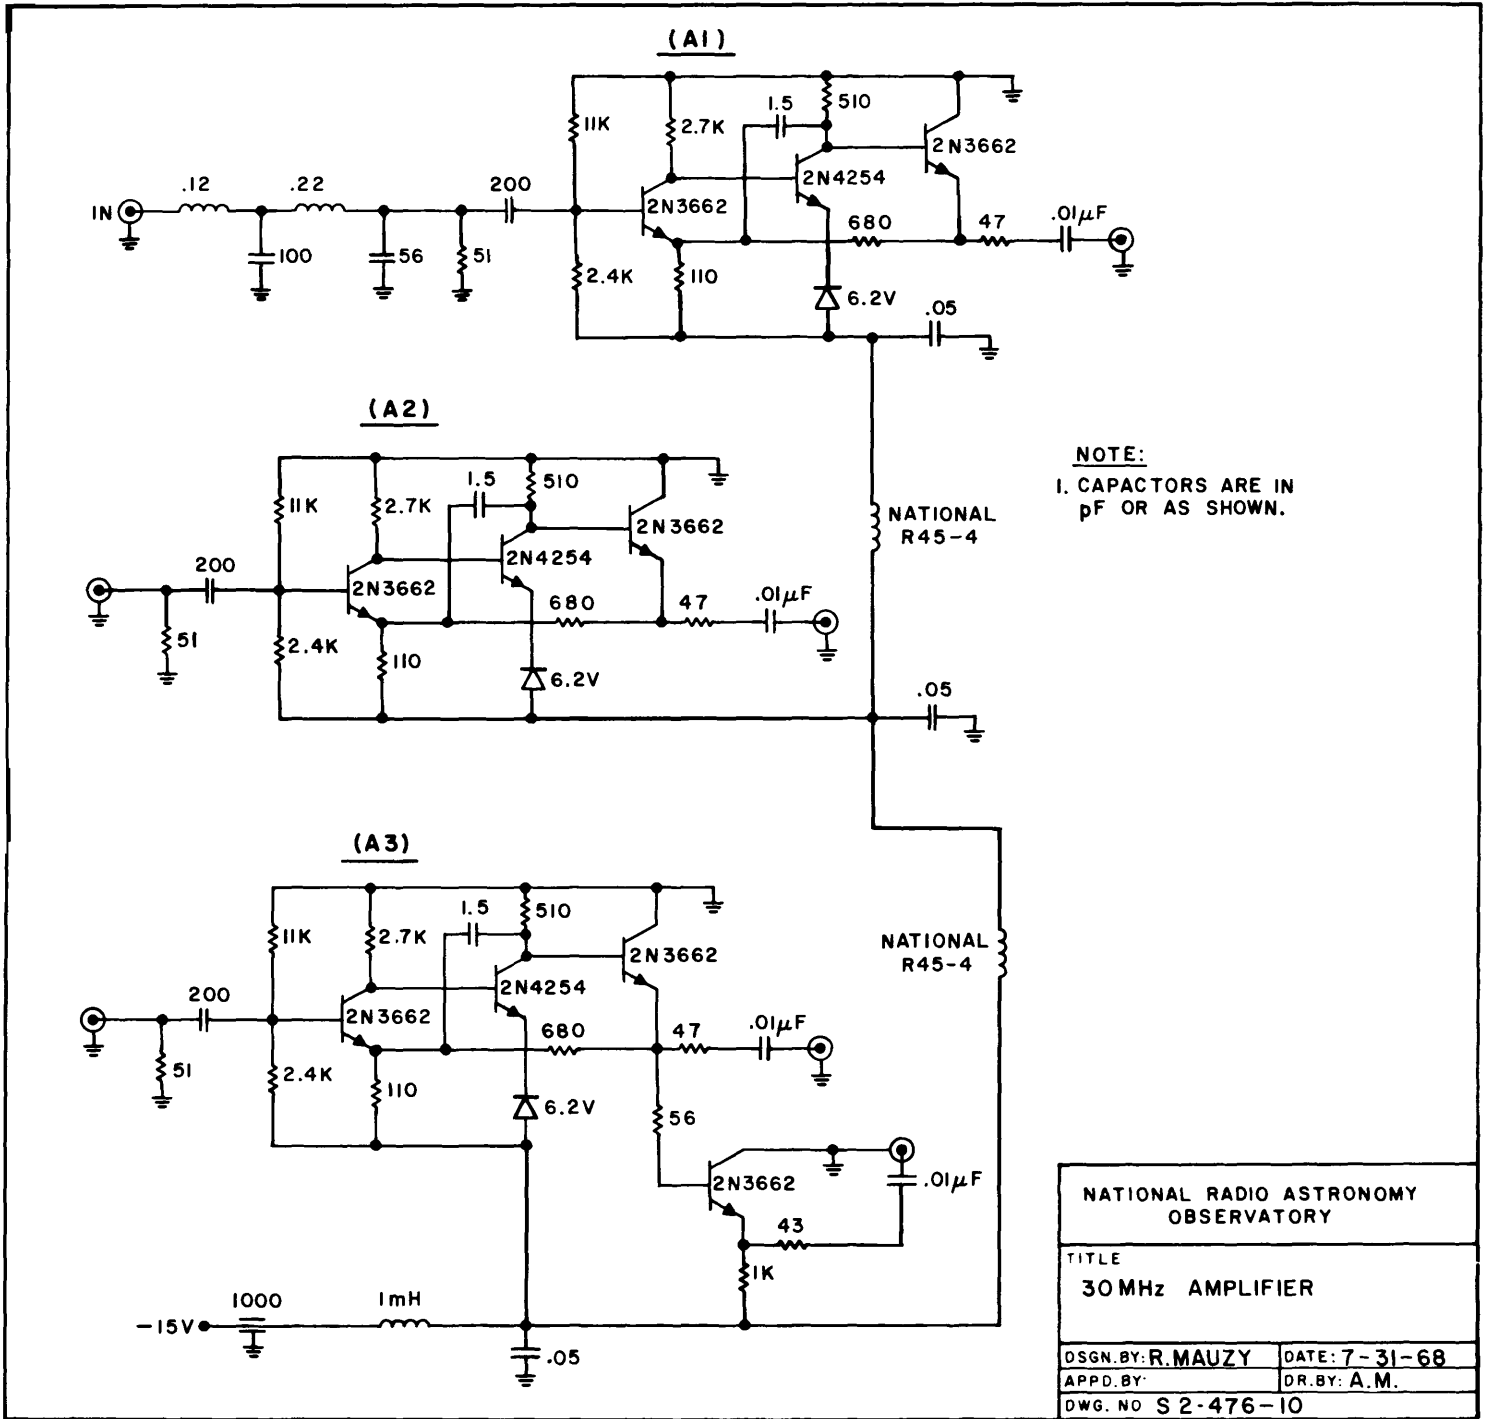 (A1)
11K
2.7K
1.5
510
2N3662
2N4254
2N3662
IN
.12
.22
200
100
56
51
2.4K
110
680
47
.01µF
6.2V
.05
(A2)
11K
2.7K
1.5
510
2N3662
2N4254
2N3662
200
51
2.4K
110
680
47
.01µF
6.2V
NATIONAL
R45-4
.05
NOTE:
1. CAPACTORS ARE IN
pF OR AS SHOWN.
(A3)
11K
2.7K
1.5
510
2N3662
2N4254
2N3662
200
51
2.4K
110
680
47
.01µF
6.2V
56
2N3662
.01µF
43
1K
NATIONAL
R45-4
-15V
1000
1mH
.05
NATIONAL RADIO ASTRONOMY
OBSERVATORY
TITLE
30MHz AMPLIFIER
DSGN.BY: R.MAUZY DATE: 7-31-68
APPD.BY: DR.BY: A.M.
DWG. NO S2-476-10